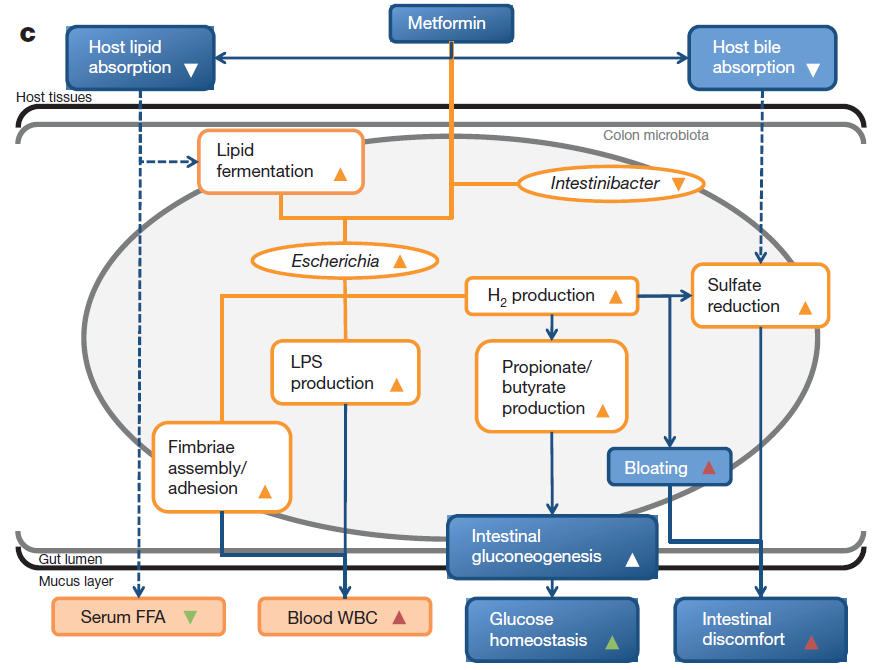 c
Metformin
Host lipid
absorption ▼
Host bile
absorption ▼
Host tissues
Colon microbiota
Lipid
fermentation ▲
Intestinibacter ▼
Escherichia ▲
H2 production ▲
Sulfate
reduction ▲
LPS
production ▲
Propionate/
butyrate
production ▲
Fimbriae
assembly/
adhesion ▲
Bloating ▲
Intestinal
gluconeogenesis ▲
Gut lumen
Mucus layer
Serum FFA ▼
Blood WBC ▲
Glucose
homeostasis ▲
Intestinal
discomfort ▲